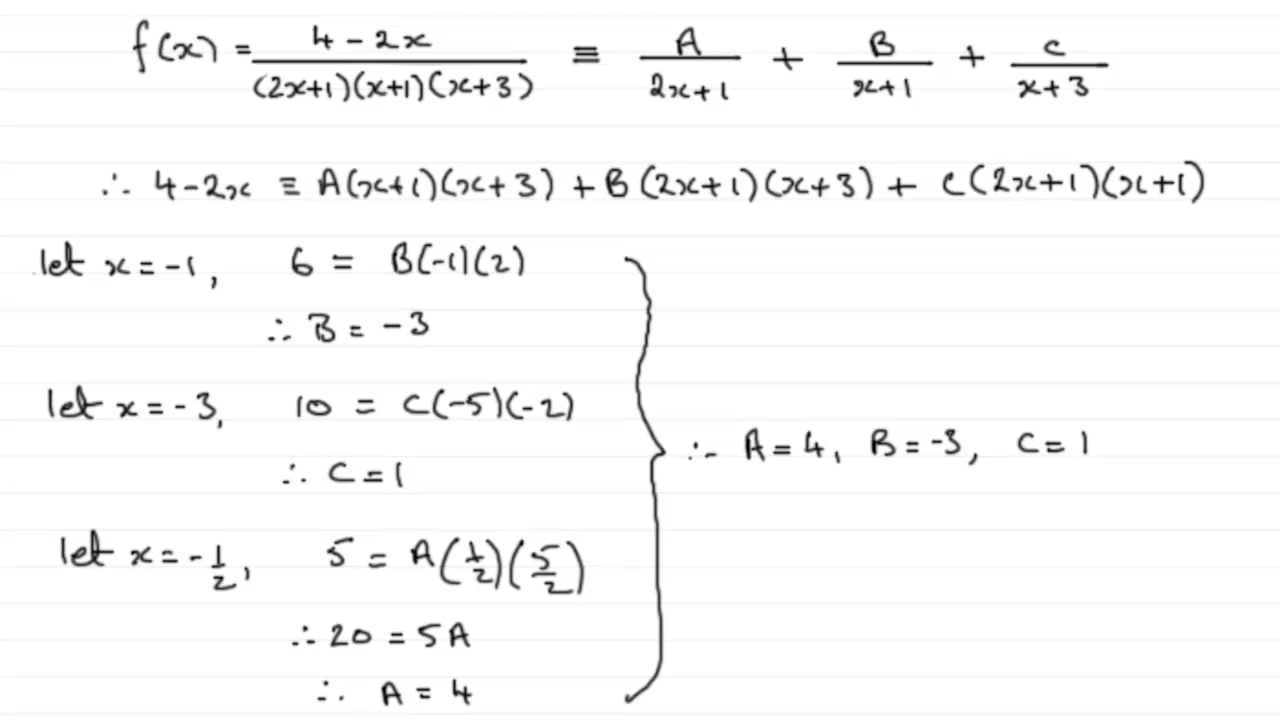 f(x) = (4 - 2x)/((2x+1)(x+1)(x+3)) ≡ A/(2x+1) + B/(x+1) + C/(x+3)
∴ 4-2x ≡ A(x+1)(x+3) + B(2x+1)(x+3) + C(2x+1)(x+1)
let x = -1, 6 = B(-1)(2)
∴ B = -3
let x = -3, 10 = C(-5)(-2)
∴ C = 1
let x = -1/2, 5 = A(1/2)(5/2)
∴ 20 = 5A
∴ A = 4
∴ A = 4, B = -3, C = 1